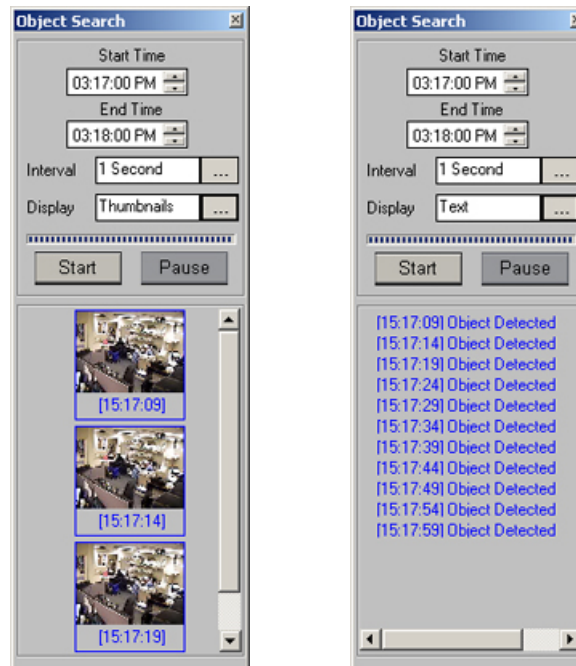 Object Search
Start Time
03:17:00 PM
End Time
03:18:00 PM
Interval 1 Second ...
Display Thumbnails ...
Start Pause
[15:17:09]
[15:17:14]
[15:17:19]
Object Search
Start Time
03:17:00 PM
End Time
03:18:00 PM
Interval 1 Second ...
Display Text ...
Start Pause
[15:17:09] Object Detected
[15:17:14] Object Detected
[15:17:19] Object Detected
[15:17:24] Object Detected
[15:17:29] Object Detected
[15:17:34] Object Detected
[15:17:39] Object Detected
[15:17:44] Object Detected
[15:17:49] Object Detected
[15:17:54] Object Detected
[15:17:59] Object Detected